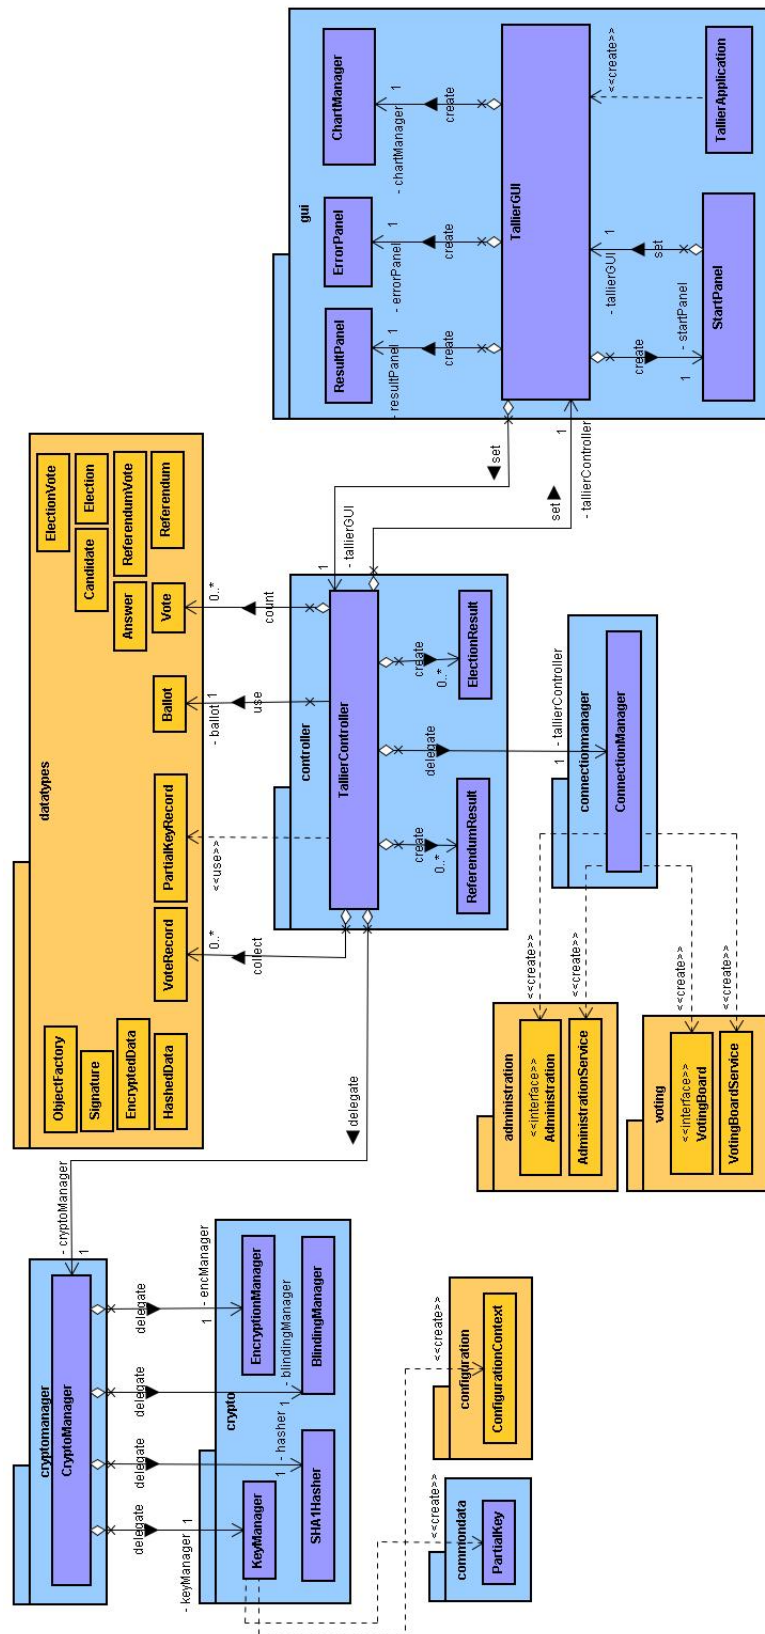 cryptomanager
CryptoManager
delegate
delegate
delegate
delegate
- keyManager
1
1
- hasher
1
- blindingManager
1
- encManager
crypto
KeyManager
SHA1Hasher
EncryptionManager
BlindingManager
<<create>>
commondata
PartialKey
<<create>>
configuration
ConfigurationContext
- cryptoManager
1
delegate
datatypes
ObjectFactory
Signature
EncryptedData
HashedData
VoteRecord
PartialKeyRecord
Ballot
Vote
Answer
Candidate
ElectionVote
Election
ReferendumVote
Referendum
0..*
collect
<<use>>
- ballot
1
use
0..*
count
controller
TallierController
create
0..*
delegate
create
0..*
ReferendumResult
ElectionResult
1
- tallierGUI
set
set
1
- tallierController
1
- tallierController
connectionmanager
ConnectionManager
<<create>>
<<create>>
administration
<<interface>>
Administration
AdministrationService
<<create>>
<<create>>
voting
<<interface>>
VotingBoard
VotingBoardService
gui
ResultPanel
ErrorPanel
ChartManager
- resultPanel
1
- errorPanel
1
- chartManager
1
create
create
create
TallierGUI
create
1
- startPanel
- tallierGUI
1
set
<<create>>
StartPanel
TallierApplication